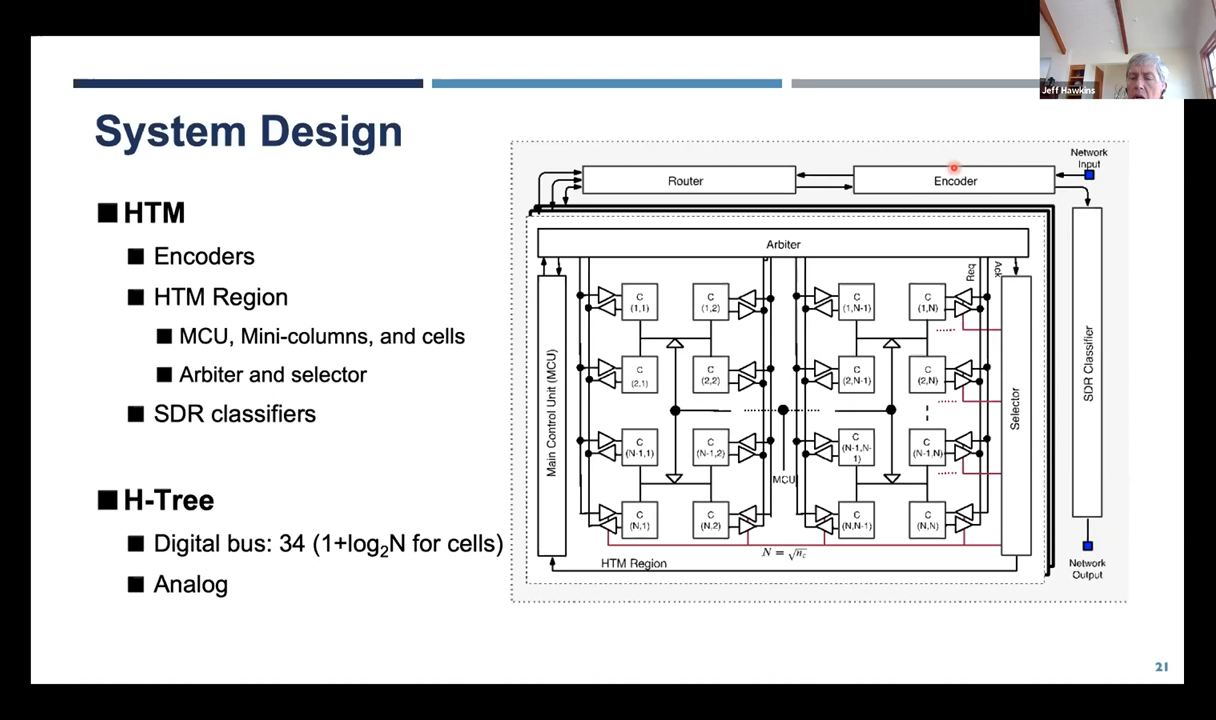 Jeff Hawkins
System Design
HTM
Encoders
HTM Region
MCU, Mini-columns, and cells
Arbiter and selector
SDR classifiers
H-Tree
Digital bus: 34 (1+log₂N for cells)
Analog
Network
Input
Router
Encoder
Arbiter
Req
Ack
Main Control Unit (MCU)
C
(1,1)
C
(1,2)
C
(1,N-1)
C
(1,N)
C
(2,1)
C
(2,2)
C
(2,N-1)
C
(2,N)
C
(N-1,1)
C
(N-1,2)
C
(N-1,N-
1)
C
(N-1,N)
MCU
C
(N,1)
C
(N,2)
C
(N,N-1)
C
(N,N)
Selector
SDR Classifier
N = √n_c
HTM Region
Network
Output
21